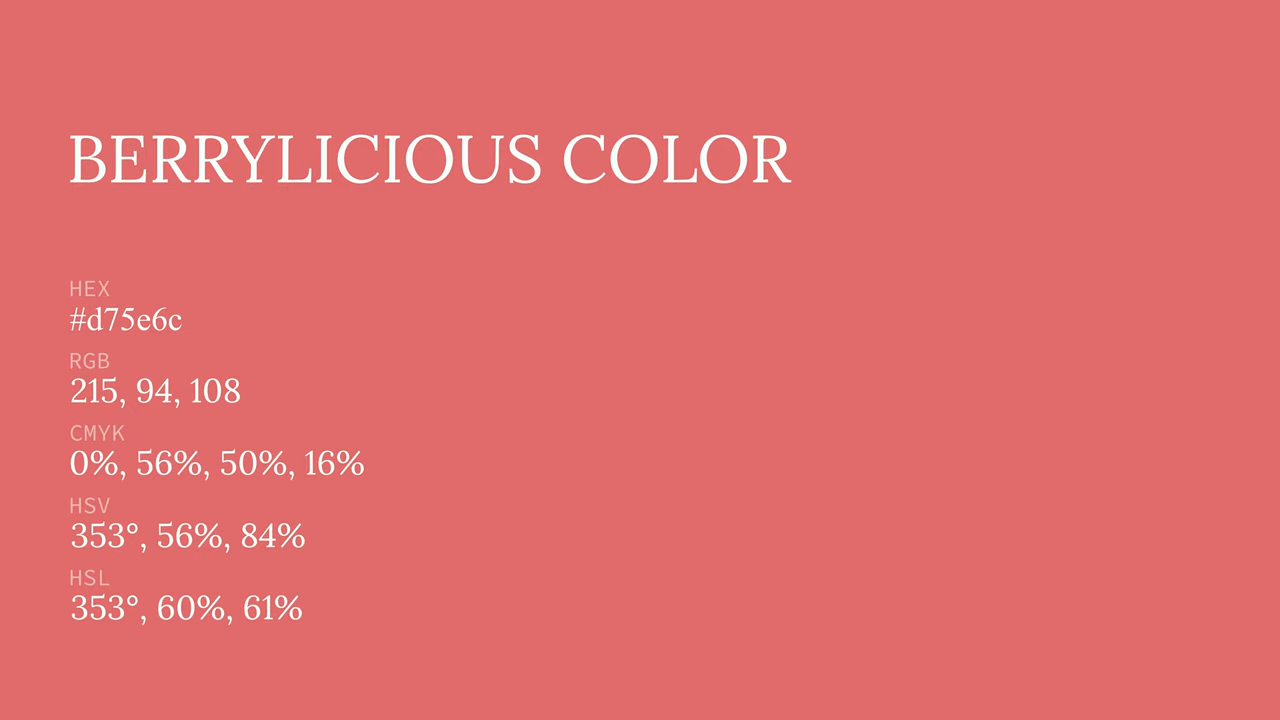 BERRYLICIOUS COLOR
HEX
#d75e6c
RGB
215, 94, 108
CMYK
0%, 56%, 50%, 16%
HSV
353°, 56%, 84%
HSL
353°, 60%, 61%